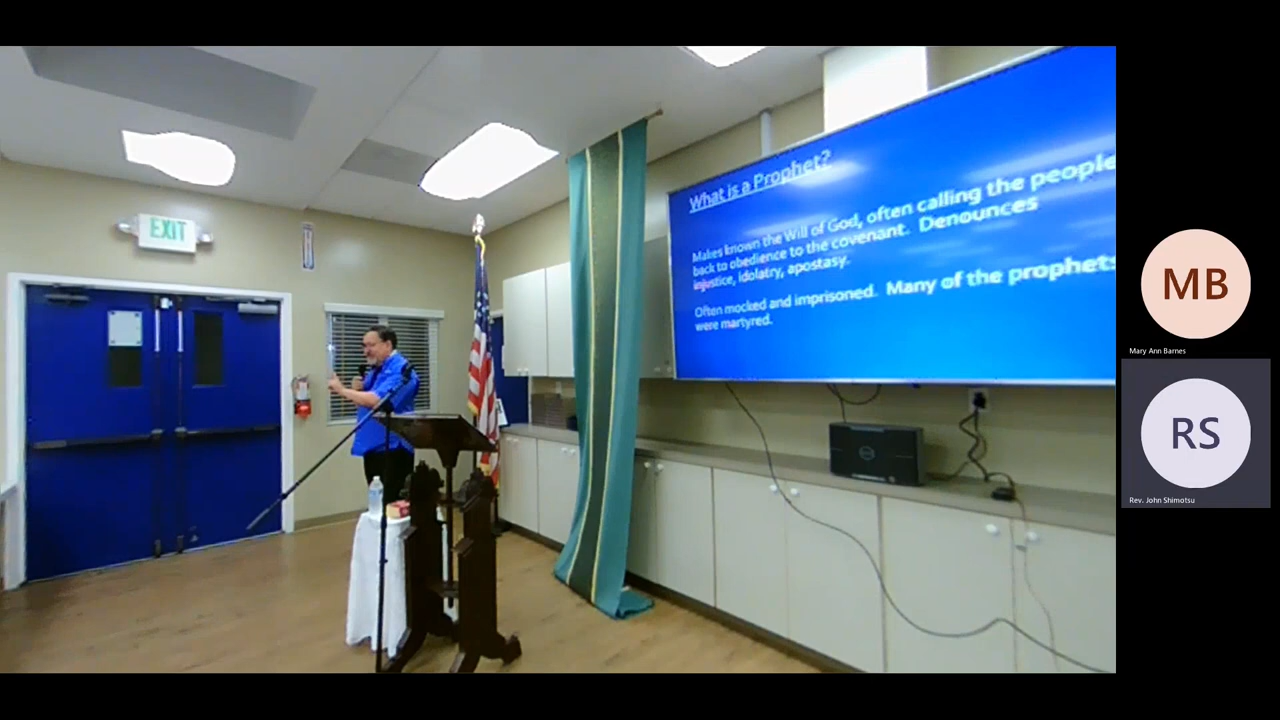 EXIT
What is a Prophet?
Makes known the Will of God, often calling the people
back to obedience to the covenant. Denounces
injustice, idolatry, apostasy.
Often mocked and imprisoned. Many of the prophets
were martyred.
MB
Mary Ann Barnes
RS
Rev. John Shimotsu